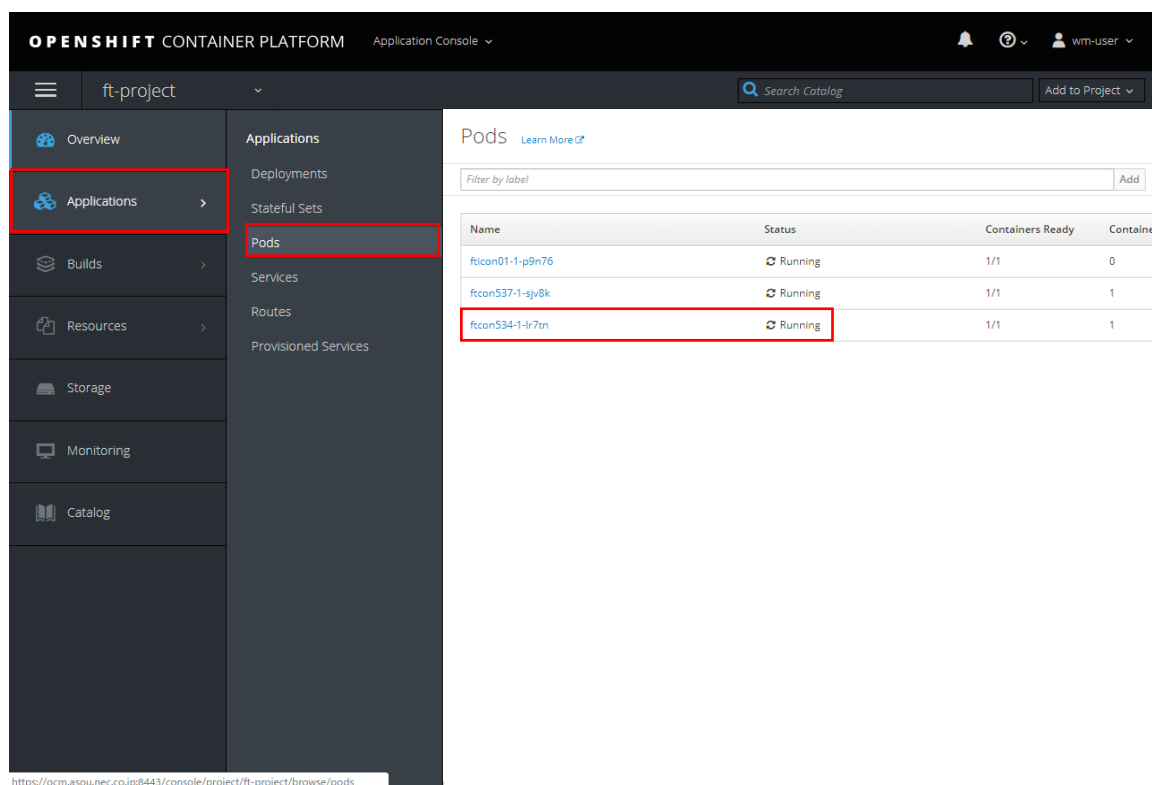 OPENSHIFT CONTAINER PLATFORM Application Console wm-user
ft-project Search Catalog Add to Project
Overview
Applications
Builds
Resources
Storage
Monitoring
Catalog
Applications
Deployments
Stateful Sets
Pods
Services
Routes
Provisioned Services
Pods Learn More
Filter by label Add
Name Status Containers Ready Containe
fticon01-1-p9n76 Running 1/1 0
ftcon537-1-sjv8k Running 1/1 1
ftcon534-1-lr7tn Running 1/1 1
https://ocm.asou.nec.co.jp:8443/console/project/ft-project/browse/pods